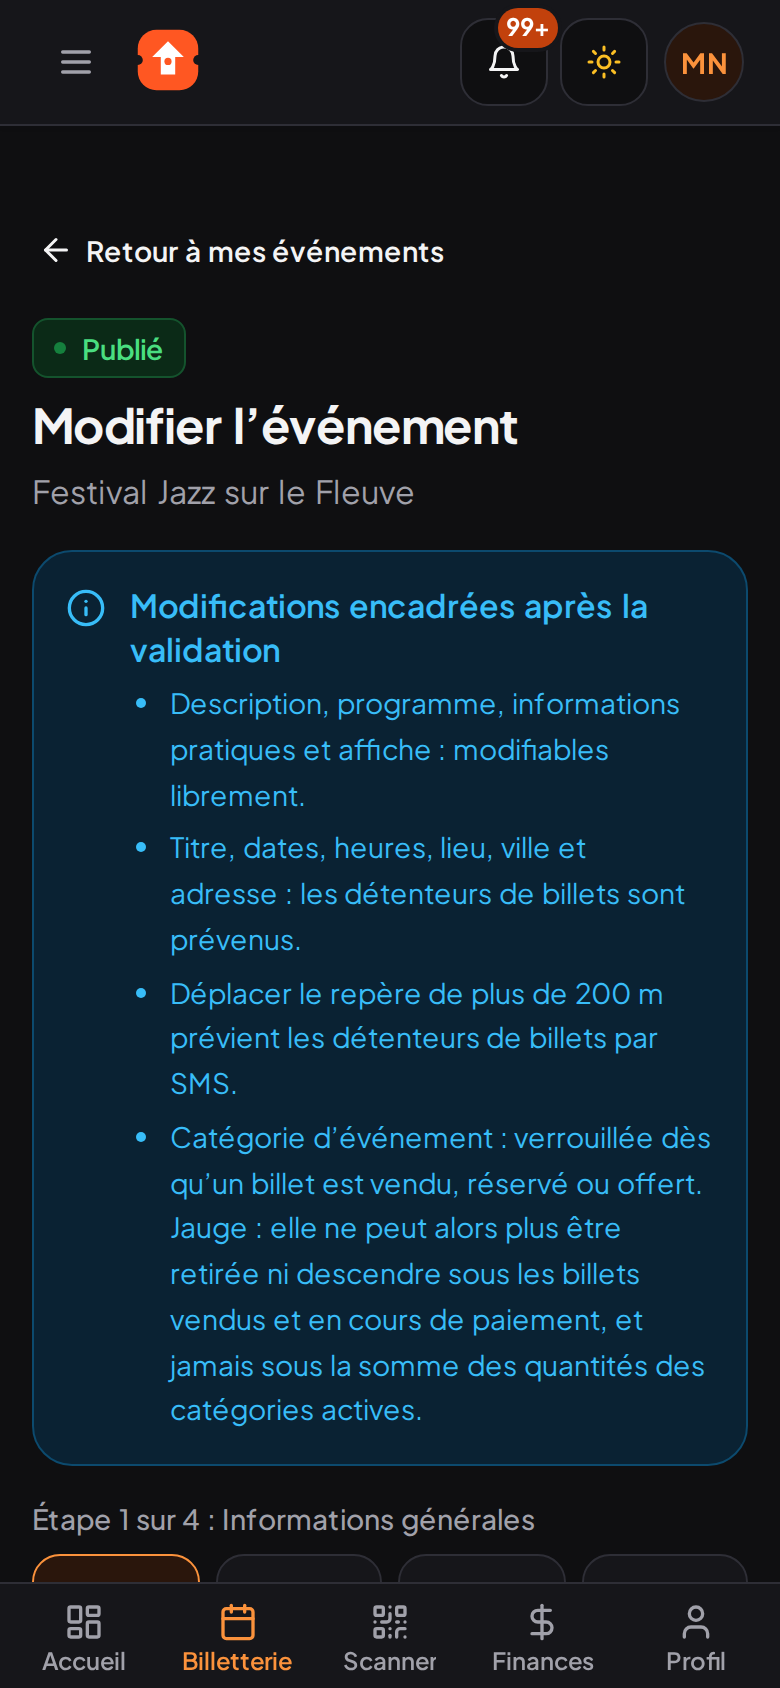 99+
MN
Retour à mes événements
Publié
Modifier l’événement
Festival Jazz sur le Fleuve
Modifications encadrées après la
validation
Description, programme, informations
pratiques et affiche : modifiables
librement.
Titre, dates, heures, lieu, ville et
adresse : les détenteurs de billets sont
prévenus.
Déplacer le repère de plus de 200 m
prévient les détenteurs de billets par
SMS.
Catégorie d’événement : verrouillée dès
qu’un billet est vendu, réservé ou offert.
Jauge : elle ne peut alors plus être
retirée ni descendre sous les billets
vendus et en cours de paiement, et
jamais sous la somme des quantités des
catégories actives.
Étape 1 sur 4 : Informations générales
Accueil
Billetterie
Scanner
Finances
Profil